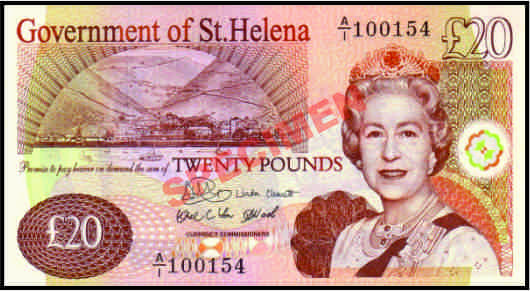 Government of St.Helena
A/1 100154
£20
Promise to pay bearer on demand the sum of
TWENTY POUNDS
SPECIMEN
CURRENCY COMMISSIONERS
£20
A/1 100154